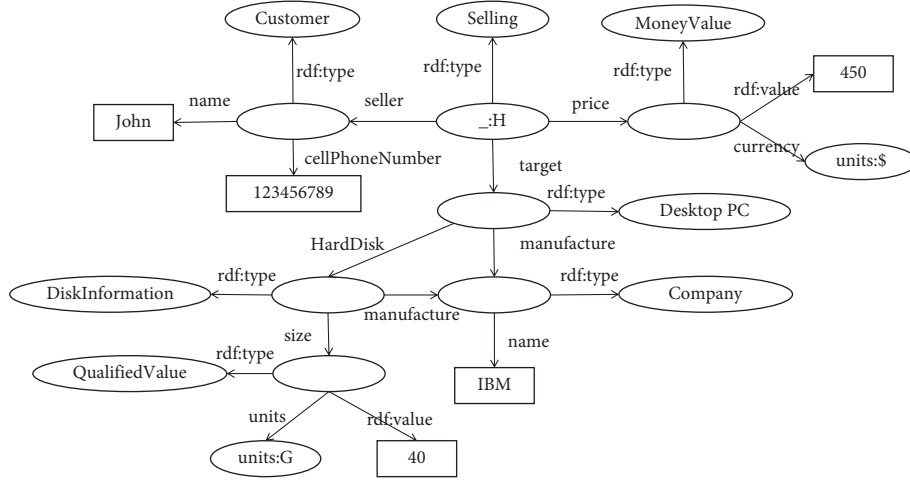 Customer
Selling
MoneyValue
rdf:type
rdf:type
rdf:type
450
rdf:value
name
seller
price
John
_:H
cellPhoneNumber
currency
units:$
target
123456789
rdf:type
Desktop PC
HardDisk
manufacture
rdf:type
rdf:type
DiskInformation
Company
manufacture
size
name
rdf:type
QualifiedValue
IBM
units
rdf:value
units:G
40